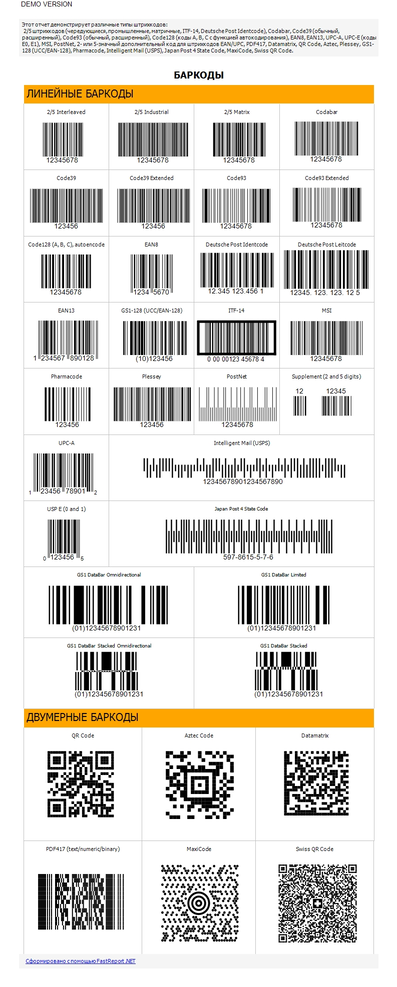 DEMO VERSION
Этот отчет демонстрирует различные типы штрихкодов:
2/5 штрихкодов (чередующихся, промышленные, матричные, ITF-14, Deutsche Post Identcode), Codabar, Code39 (обычный,
расширенный), Code93 (обычный, расширенный), Code128 (коды A, B, C с функцией автокодирования), EAN8, EAN13, UPC-A, UPC-E (коды
E0, E1), MSI, PostNet, 2- или 5-значный дополнительный код для штрихкодов EAN/UPC, PDF417, Datamatrix, QR Code, Aztec, Plessey, GS1-
128 (UCC/EAN-128), Pharmacode, Intelligent Mail (USPS), Japan Post 4 State Code, MaxiCode, Swiss QR Code.
БАРКОДЫ
ЛИНЕЙНЫЕ БАРКОДЫ
2/5 Interleaved 2/5 Industrial 2/5 Matrix Codabar
12345678 12345678 12345678 12345678
Code39 Code39 Extended Code93 Code93 Extended
123456 123456 123456 123456
Code128 (A, B, C), autoencode EAN8 Deutsche Post Identcode Deutsche Post Leitcode
12345678 1234 5670 12.345 123.456 1 12345. 123. 123. 12 5
EAN13 GS1-128 (UCC/EAN-128) ITF-14 MSI
1 234567 890128 (10)123456 0 00 00123 45678 4 12345678
Pharmacode Plessey PostNet Supplement (2 and 5 digits)
12 12345
123456 123456 12345678
UPC-A Intelligent Mail (USPS)
1 23456 78901 2 12345678901234567890
USP E (0 and 1) Japan Post 4 State Code
0 123456 5 597-8615-5-7-6
GS1 DataBar Omnidirectional GS1 DataBar Limited
(01)12345678901231 (01)12345678901231
GS1 DataBar Stacked Omnidirectional GS1 DataBar Stacked
(01)12345678901231 (01)12345678901231
ДВУМЕРНЫЕ БАРКОДЫ
QR Code Aztec Code Datamatrix
PDF417 (text/numeric/binary) MaxiCode Swiss QR Code
Сформировано с помощью FastReport .NET